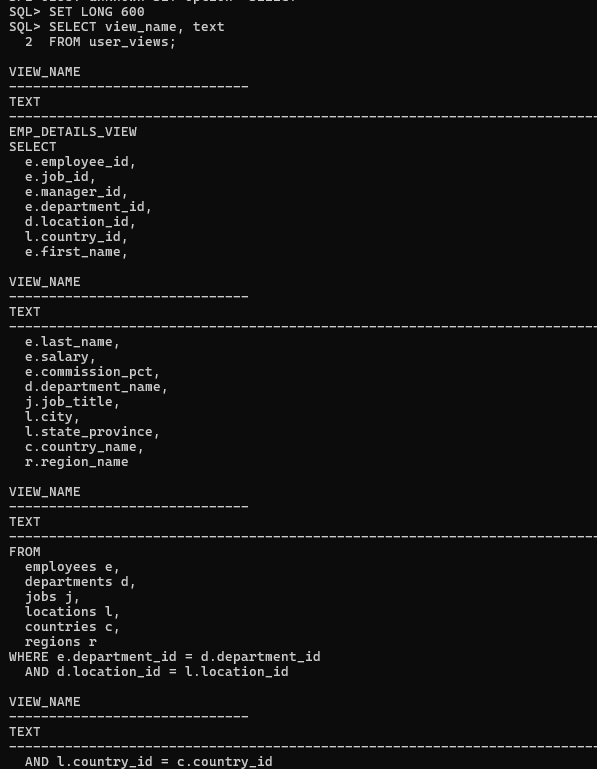 SQL> SET LONG 600
SQL> SELECT view_name, text
  2  FROM user_views;

VIEW_NAME
------------------------------
TEXT
--------------------------------------------------------------------------
EMP_DETAILS_VIEW
SELECT
  e.employee_id,
  e.job_id,
  e.manager_id,
  e.department_id,
  d.location_id,
  l.country_id,
  e.first_name,

VIEW_NAME
------------------------------
TEXT
--------------------------------------------------------------------------
  e.last_name,
  e.salary,
  e.commission_pct,
  d.department_name,
  j.job_title,
  l.city,
  l.state_province,
  c.country_name,
  r.region_name

VIEW_NAME
------------------------------
TEXT
--------------------------------------------------------------------------
FROM
  employees e,
  departments d,
  jobs j,
  locations l,
  countries c,
  regions r
WHERE e.department_id = d.department_id
  AND d.location_id = l.location_id

VIEW_NAME
------------------------------
TEXT
--------------------------------------------------------------------------
  AND l.country_id = c.country_id